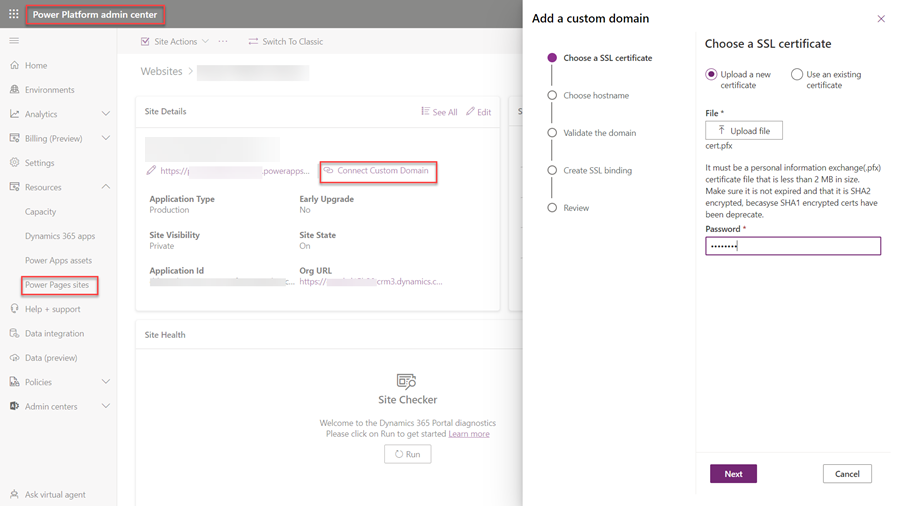 Power Platform admin center
Home
Environments
Analytics
Billing (Preview)
Settings
Resources
Capacity
Dynamics 365 apps
Power Apps assets
Power Pages sites
Help + support
Data integration
Data (preview)
Policies
Admin centers
Ask virtual agent
Site Actions ··· Switch To Classic
Websites >
Site Details See All Edit
https://p .powerapps... Connect Custom Domain
Application Type Early Upgrade
Production No
Site Visibility Site State
Private On
Application Id Org URL
c... https:// crm3.dynamics.c...
Site Health
Site Checker
Welcome to the Dynamics 365 Portal diagnostics
Please click on Run to get started Learn more
Run
S
Add a custom domain
Choose a SSL certificate
Choose hostname
Validate the domain
Create SSL binding
Review
Choose a SSL certificate
Upload a new Use an existing
certificate certificate
File *
Upload file
cert.pfx
It must be a personal information exchange(.pfx)
certificate file that is less than 2 MB in size.
Make sure it is not expired and that it is SHA2
encrypted, becasyse SHA1 encrypted certs have
been deprecate.
Password *
••••••••
Next Cancel